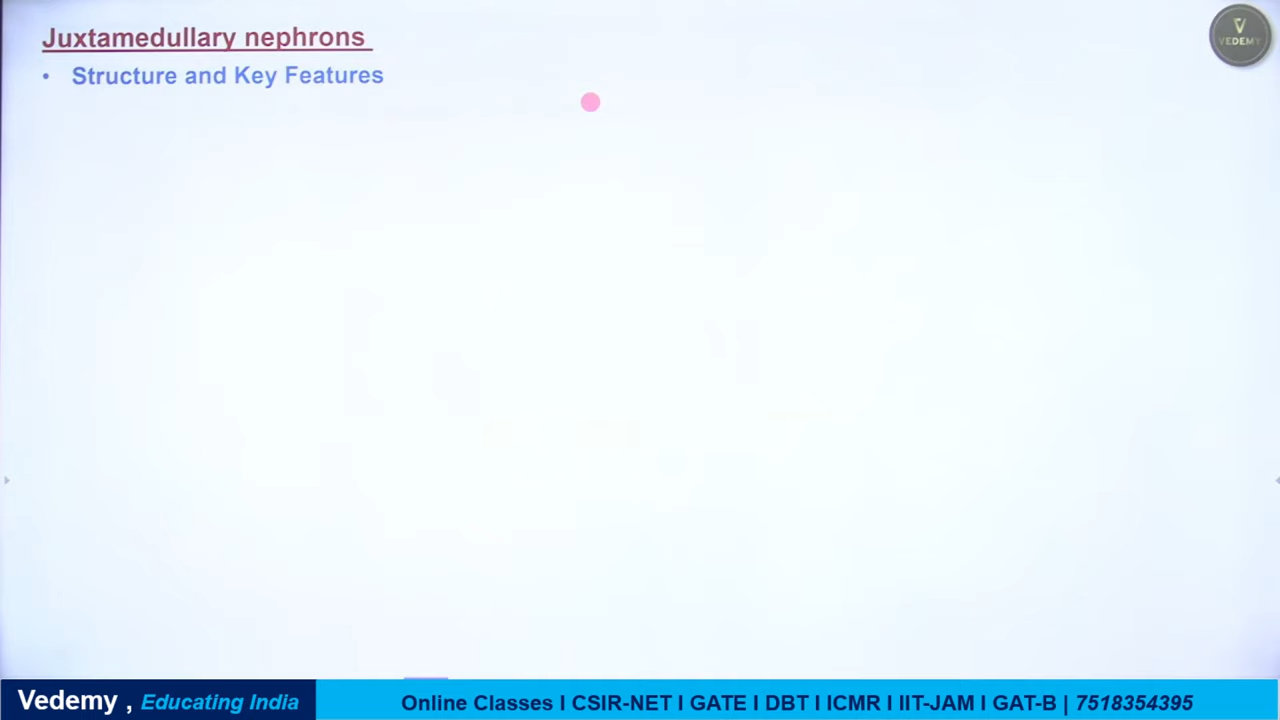 Juxtamedullary nephrons
• Structure and Key Features
V
VEDEMY
Vedemy , Educating India
Online Classes I CSIR-NET I GATE I DBT I ICMR I IIT-JAM I GAT-B | 7518354395